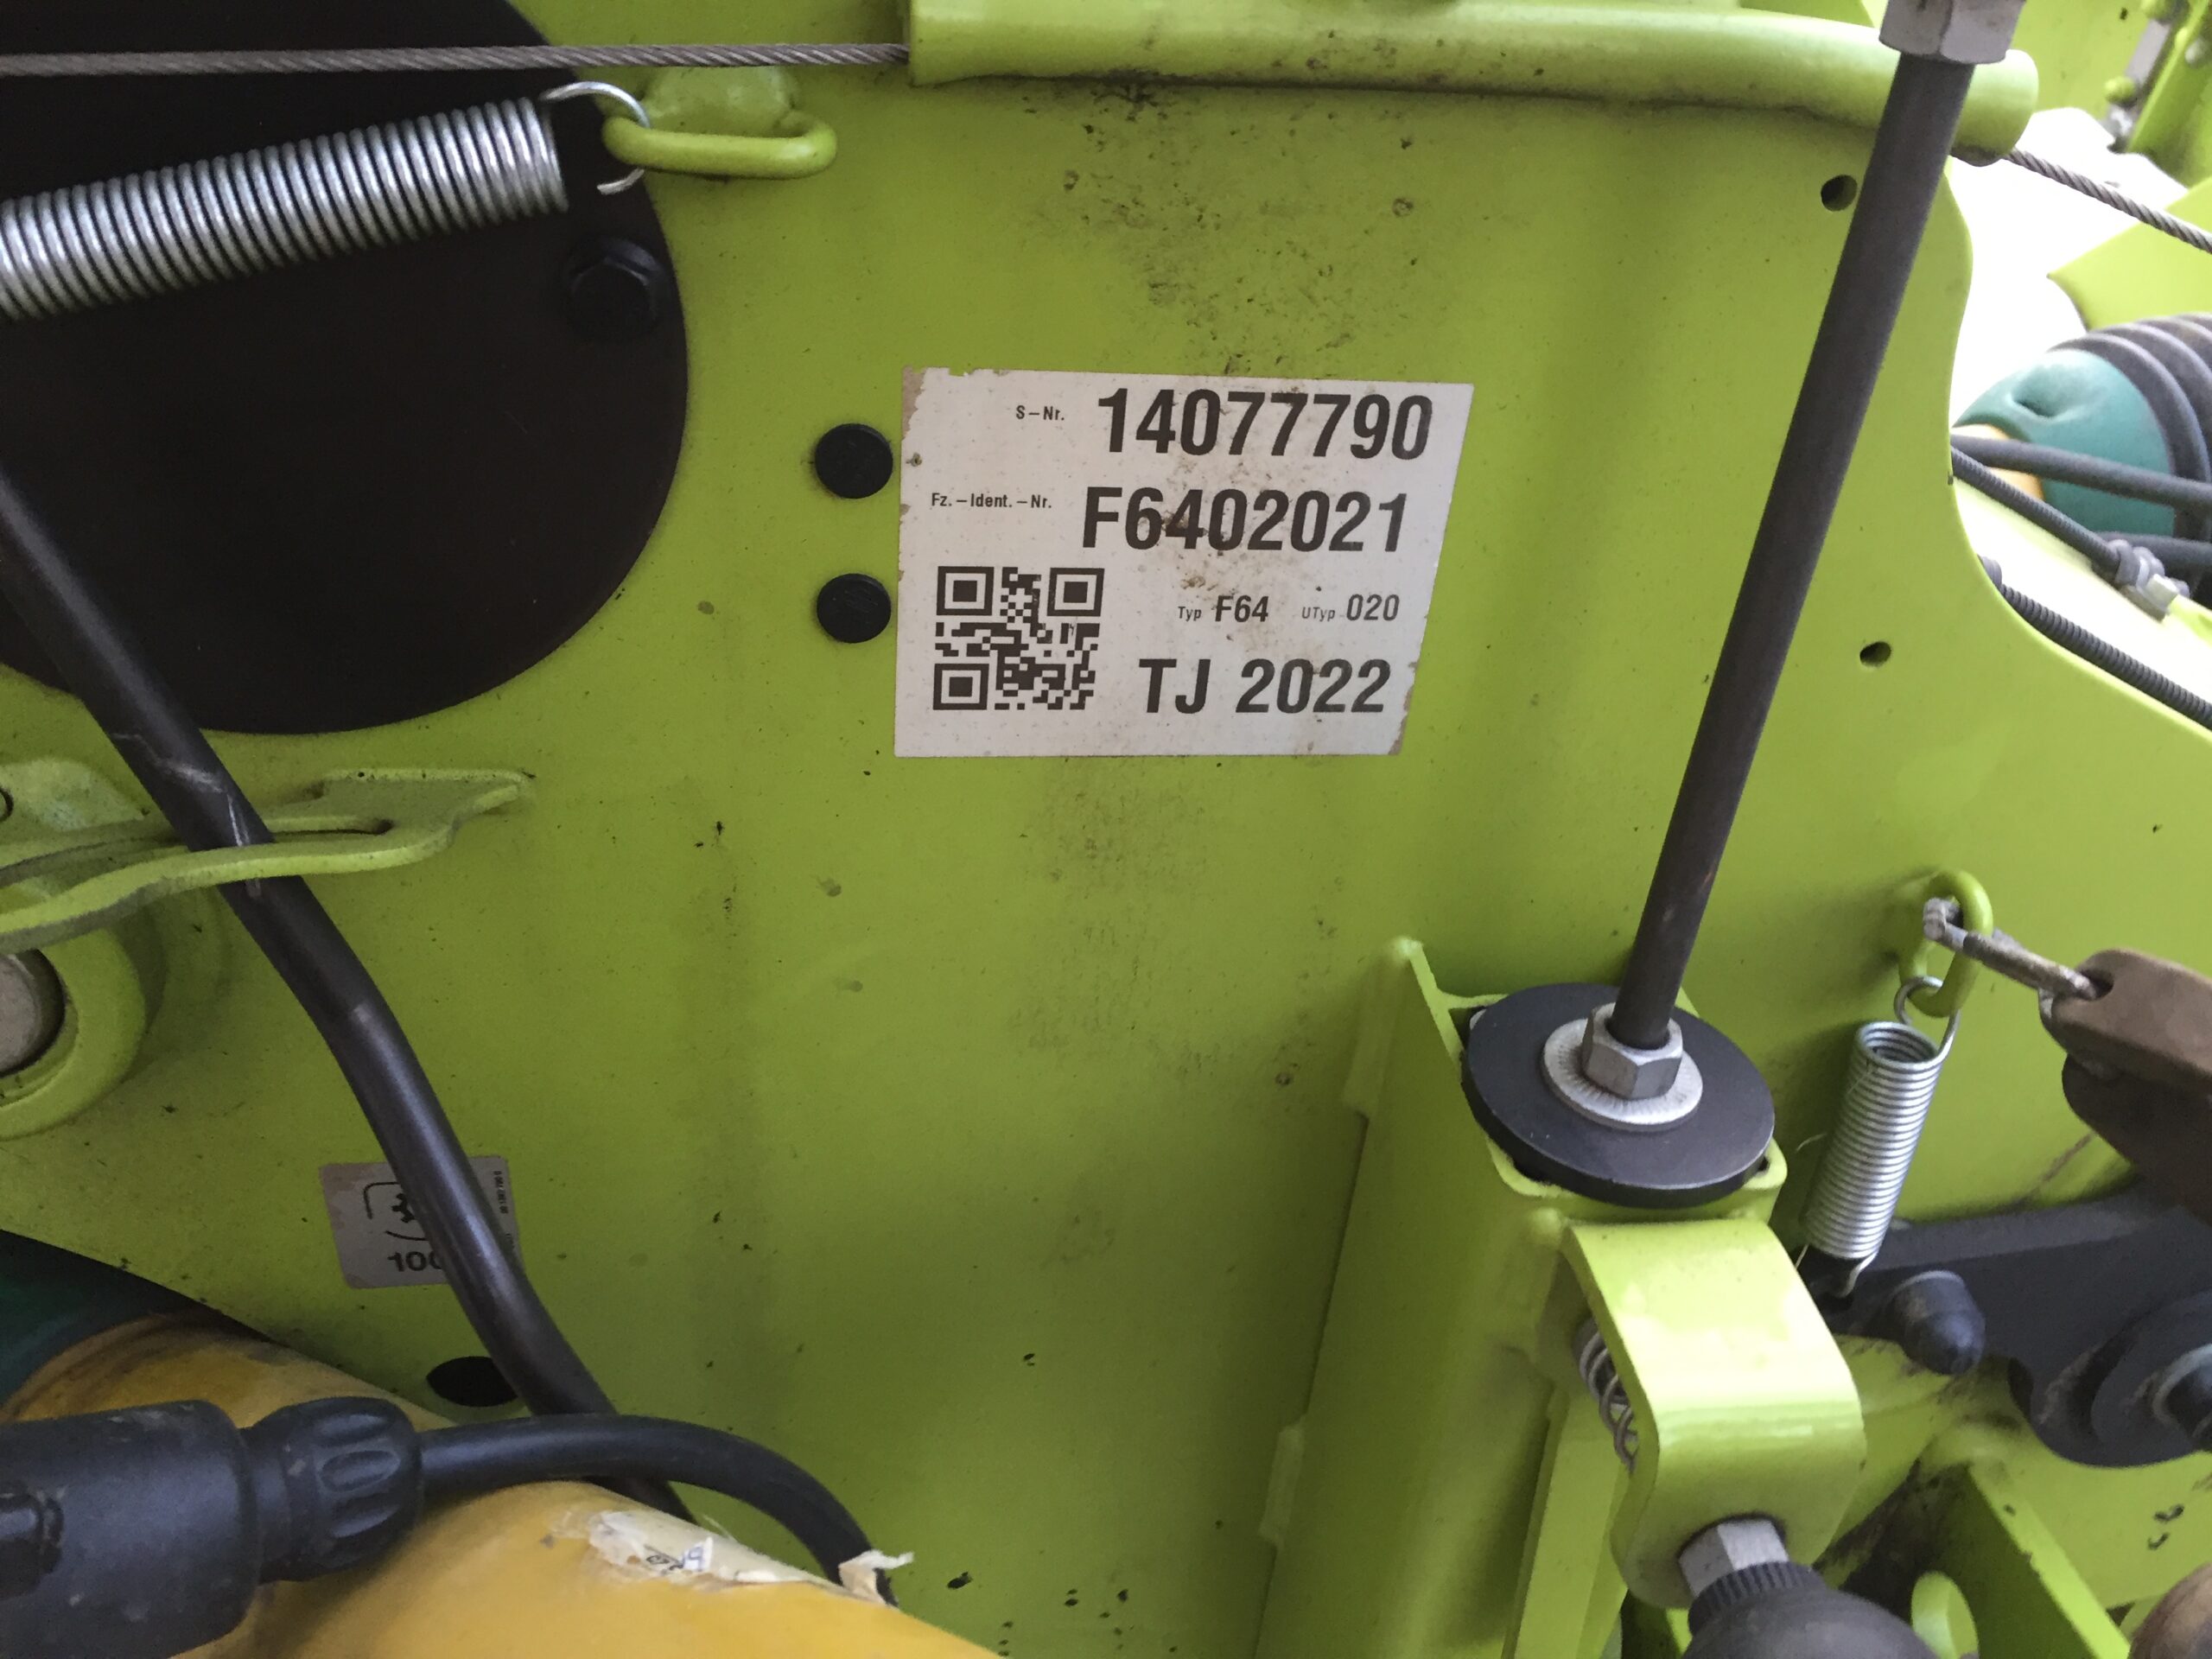 S-Nr. 14077790
Fz.-Ident.-Nr. F6402021
Typ F64 UTyp 020
TJ 2022